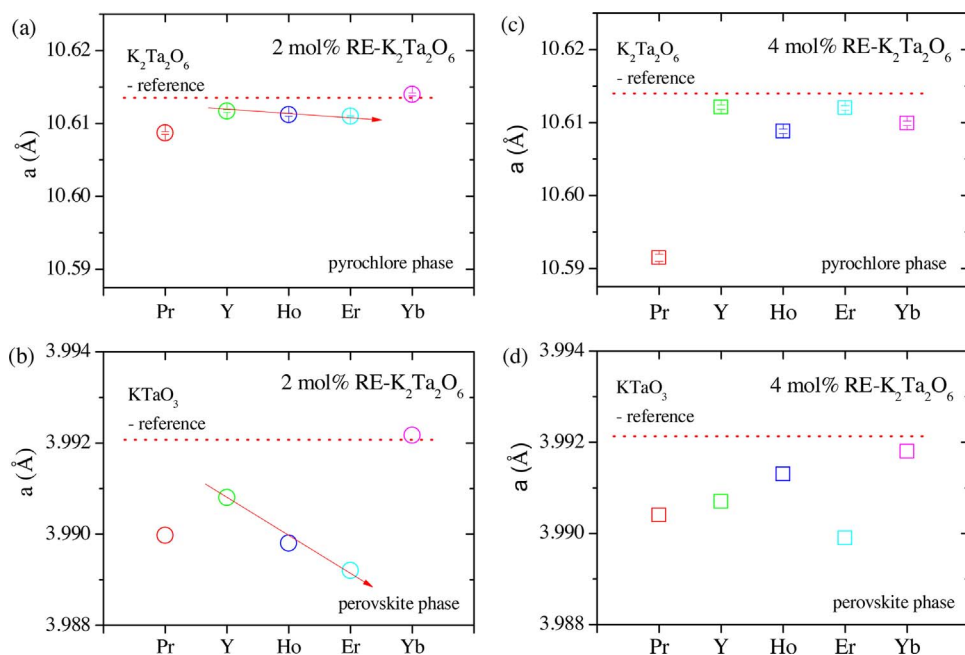 (a)
10.62
10.61
10.60
10.59
a (Å)
K₂Ta₂O₆
- reference
2 mol% RE-K₂Ta₂O₆
pyrochlore phase
Pr Y Ho Er Yb
(c)
10.62
10.61
10.60
10.59
a (Å)
K₂Ta₂O₆
- reference
4 mol% RE-K₂Ta₂O₆
pyrochlore phase
Pr Y Ho Er Yb
(b)
3.994
3.992
3.990
3.988
a (Å)
KTaO₃
- reference
2 mol% RE-K₂Ta₂O₆
perovskite phase
Pr Y Ho Er Yb
(d)
3.994
3.992
3.990
3.988
a (Å)
KTaO₃
- reference
4 mol% RE-K₂Ta₂O₆
perovskite phase
Pr Y Ho Er Yb